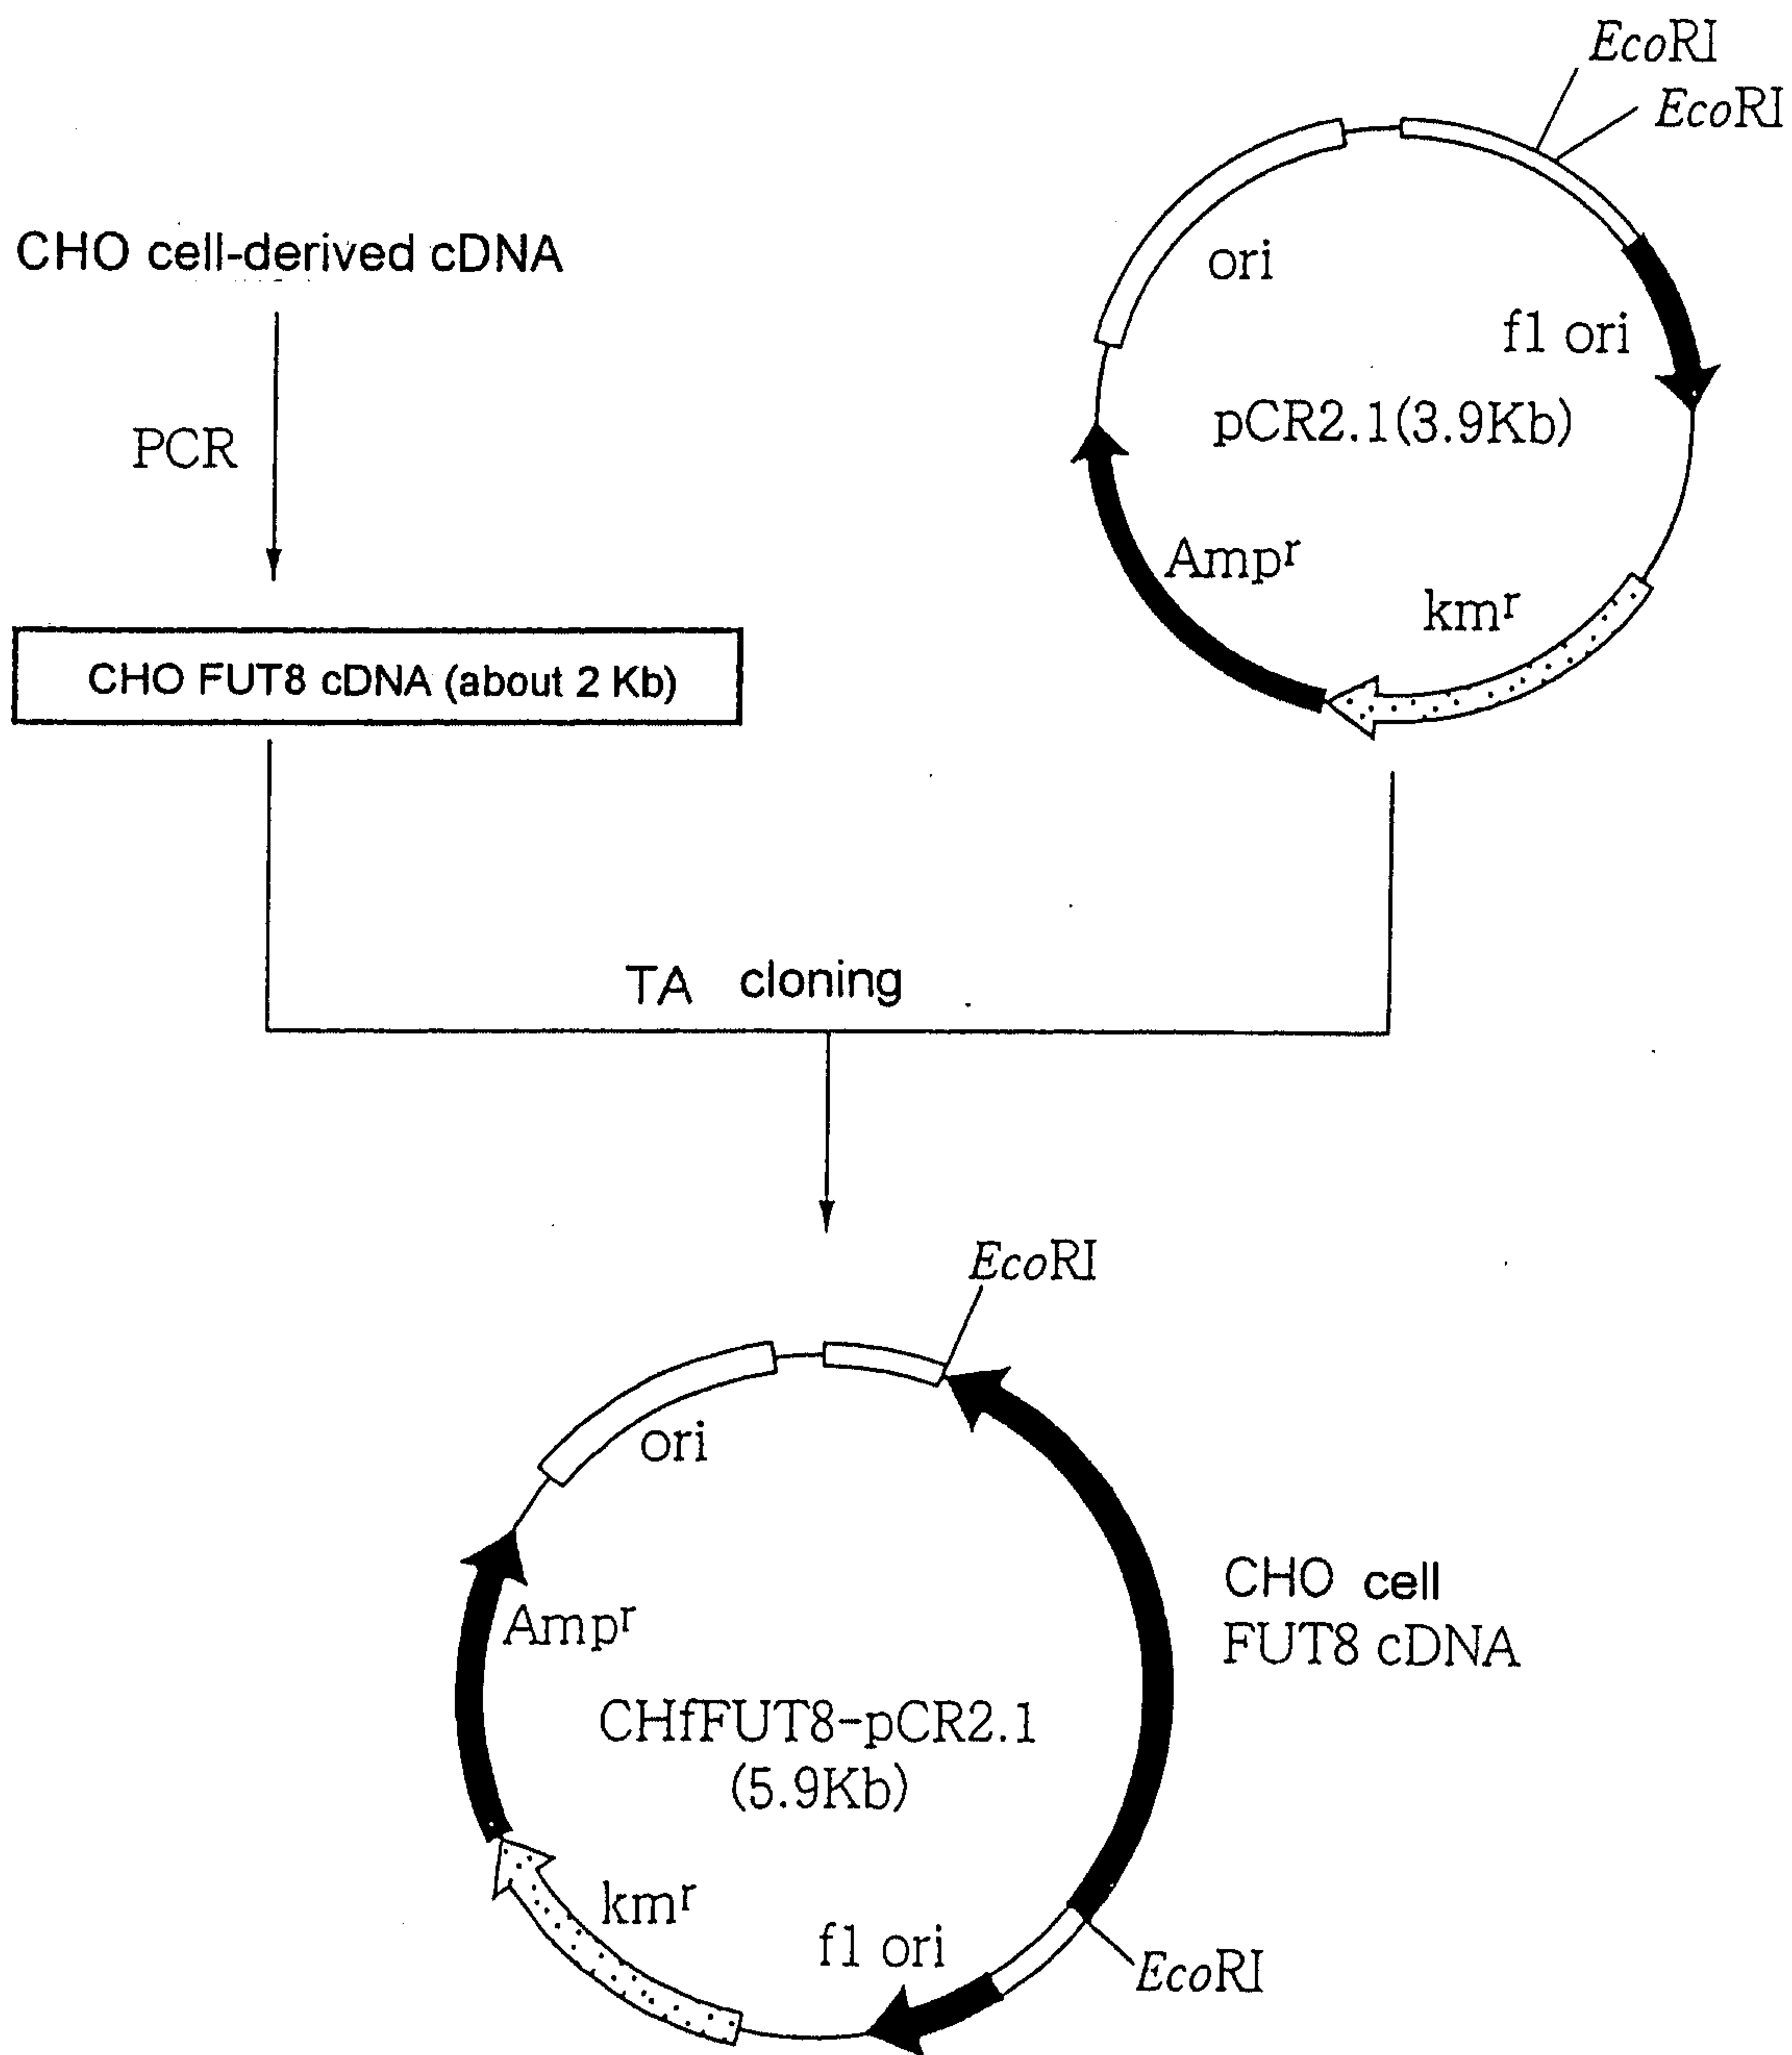 EcoRI
EcoRI
CHO cell-derived cDNA
ori
f1 ori
pCR2.1(3.9Kb)
PCR
Ampr
kmr
CHO FUT8 cDNA (about 2 Kb)
TA cloning
EcoRI
ori
CHO cell
FUT8 cDNA
Ampr
CHfFUT8-pCR2.1
(5.9Kb)
kmr
f1 ori
EcoRI